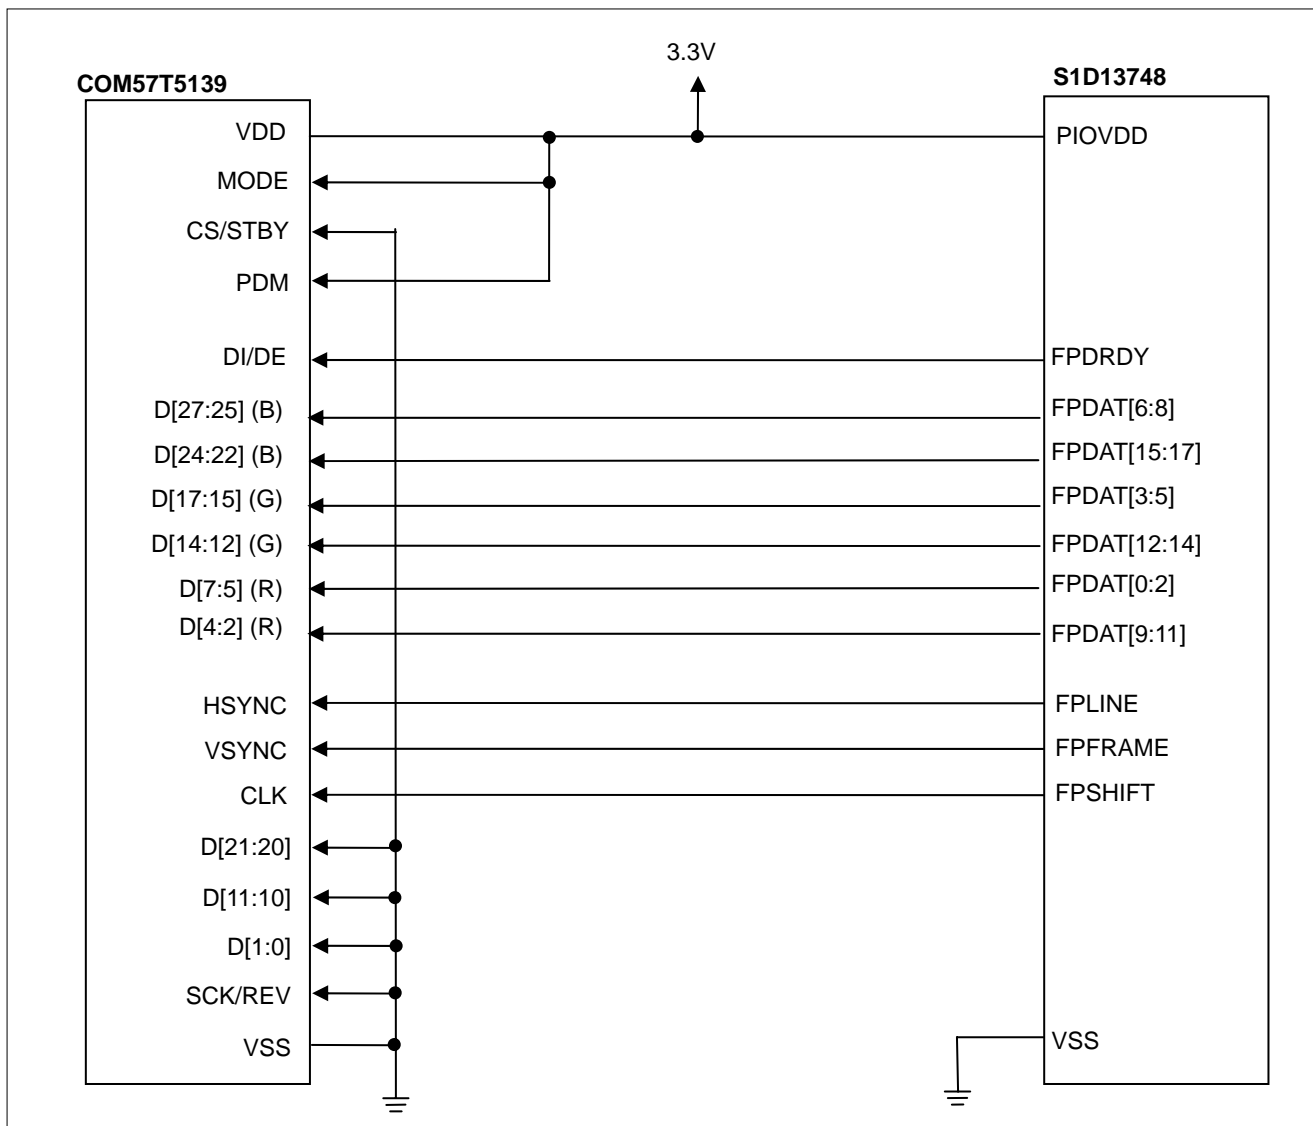 3.3V
COM57T5139
S1D13748
VDD
PIOVDD
MODE
CS/STBY
PDM
DI/DE
FPDRDY
D[27:25] (B)
FPDAT[6:8]
D[24:22] (B)
FPDAT[15:17]
D[17:15] (G)
FPDAT[3:5]
D[14:12] (G)
FPDAT[12:14]
D[7:5] (R)
FPDAT[0:2]
D[4:2] (R)
FPDAT[9:11]
HSYNC
FPLINE
VSYNC
FPFRAME
CLK
FPSHIFT
D[21:20]
D[11:10]
D[1:0]
SCK/REV
VSS
VSS